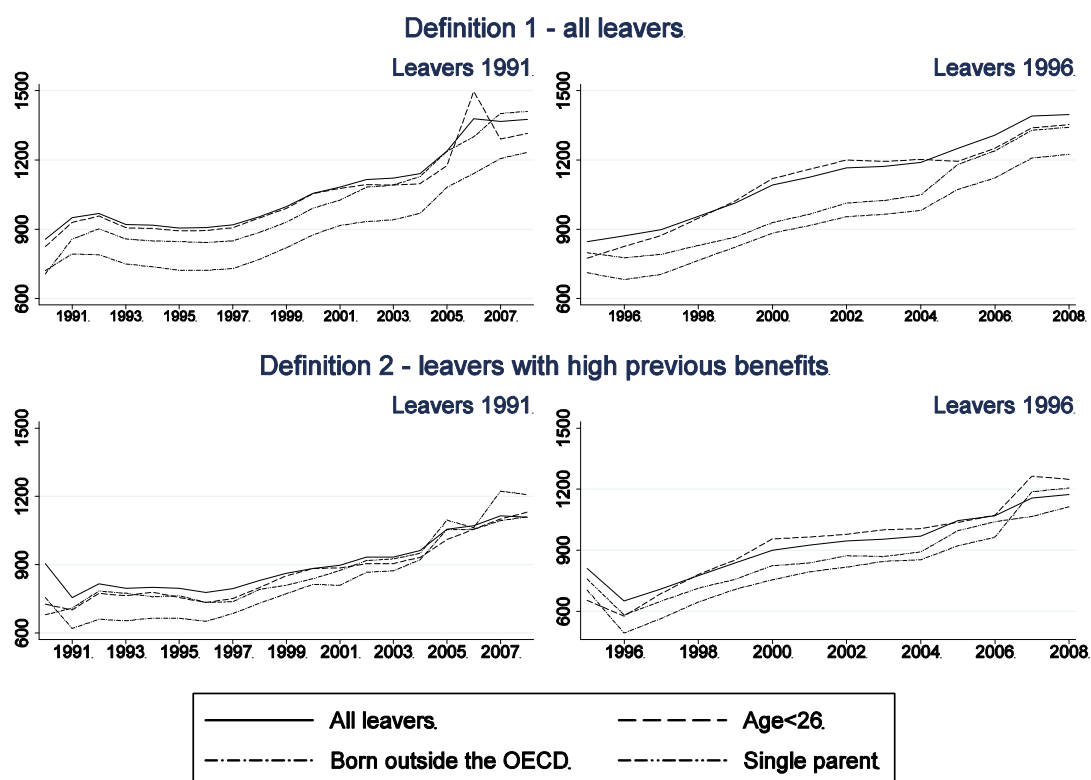 Definition 1 - all leavers.
Leavers 1991.
Leavers 1996.
1500
1200
900
600
1991. 1993. 1995. 1997. 1999. 2001. 2003. 2005. 2007.
1500
1200
900
600
1996. 1998. 2000. 2002. 2004. 2006. 2008.
Definition 2 - leavers with high previous benefits.
Leavers 1991.
Leavers 1996.
1500
1200
900
600
1991. 1993. 1995. 1997. 1999. 2001. 2003. 2005. 2007.
1500
1200
900
600
1996. 1998. 2000. 2002. 2004. 2006. 2008.
All leavers.
Age<26.
Born outside the OECD.
Single parent.